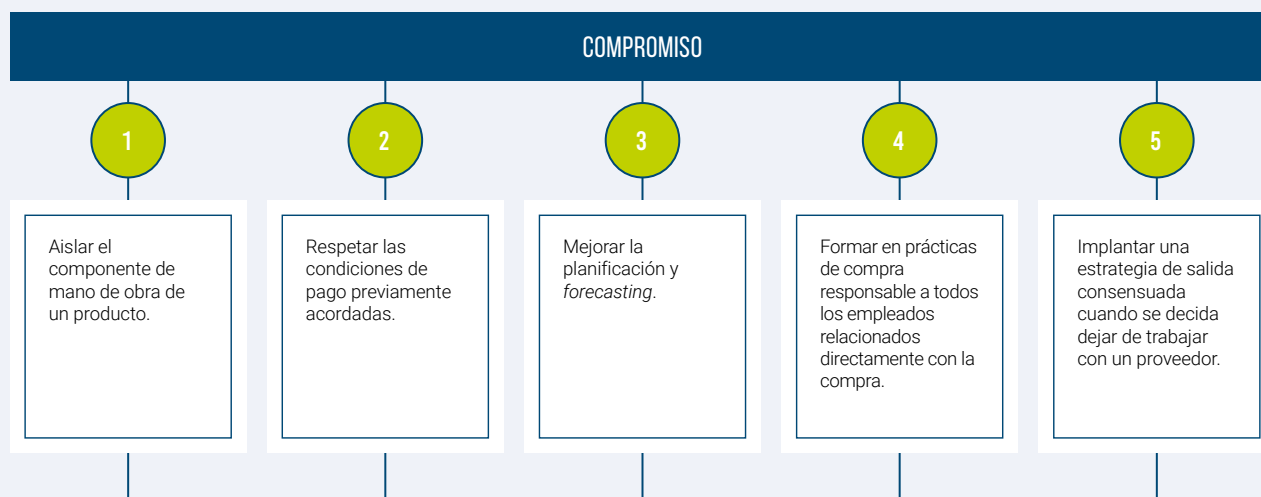 COMPROMISO
1
Aislar el
componente de
mano de obra de
un producto.
2
Respetar las
condiciones de
pago previamente
acordadas.
3
Mejorar la
planificación y
forecasting.
4
Formar en prácticas
de compra
responsable a todos
los empleados
relacionados
directamente con la
compra.
5
Implantar una
estrategia de salida
consensuada
cuando se decida
dejar de trabajar
con un proveedor.